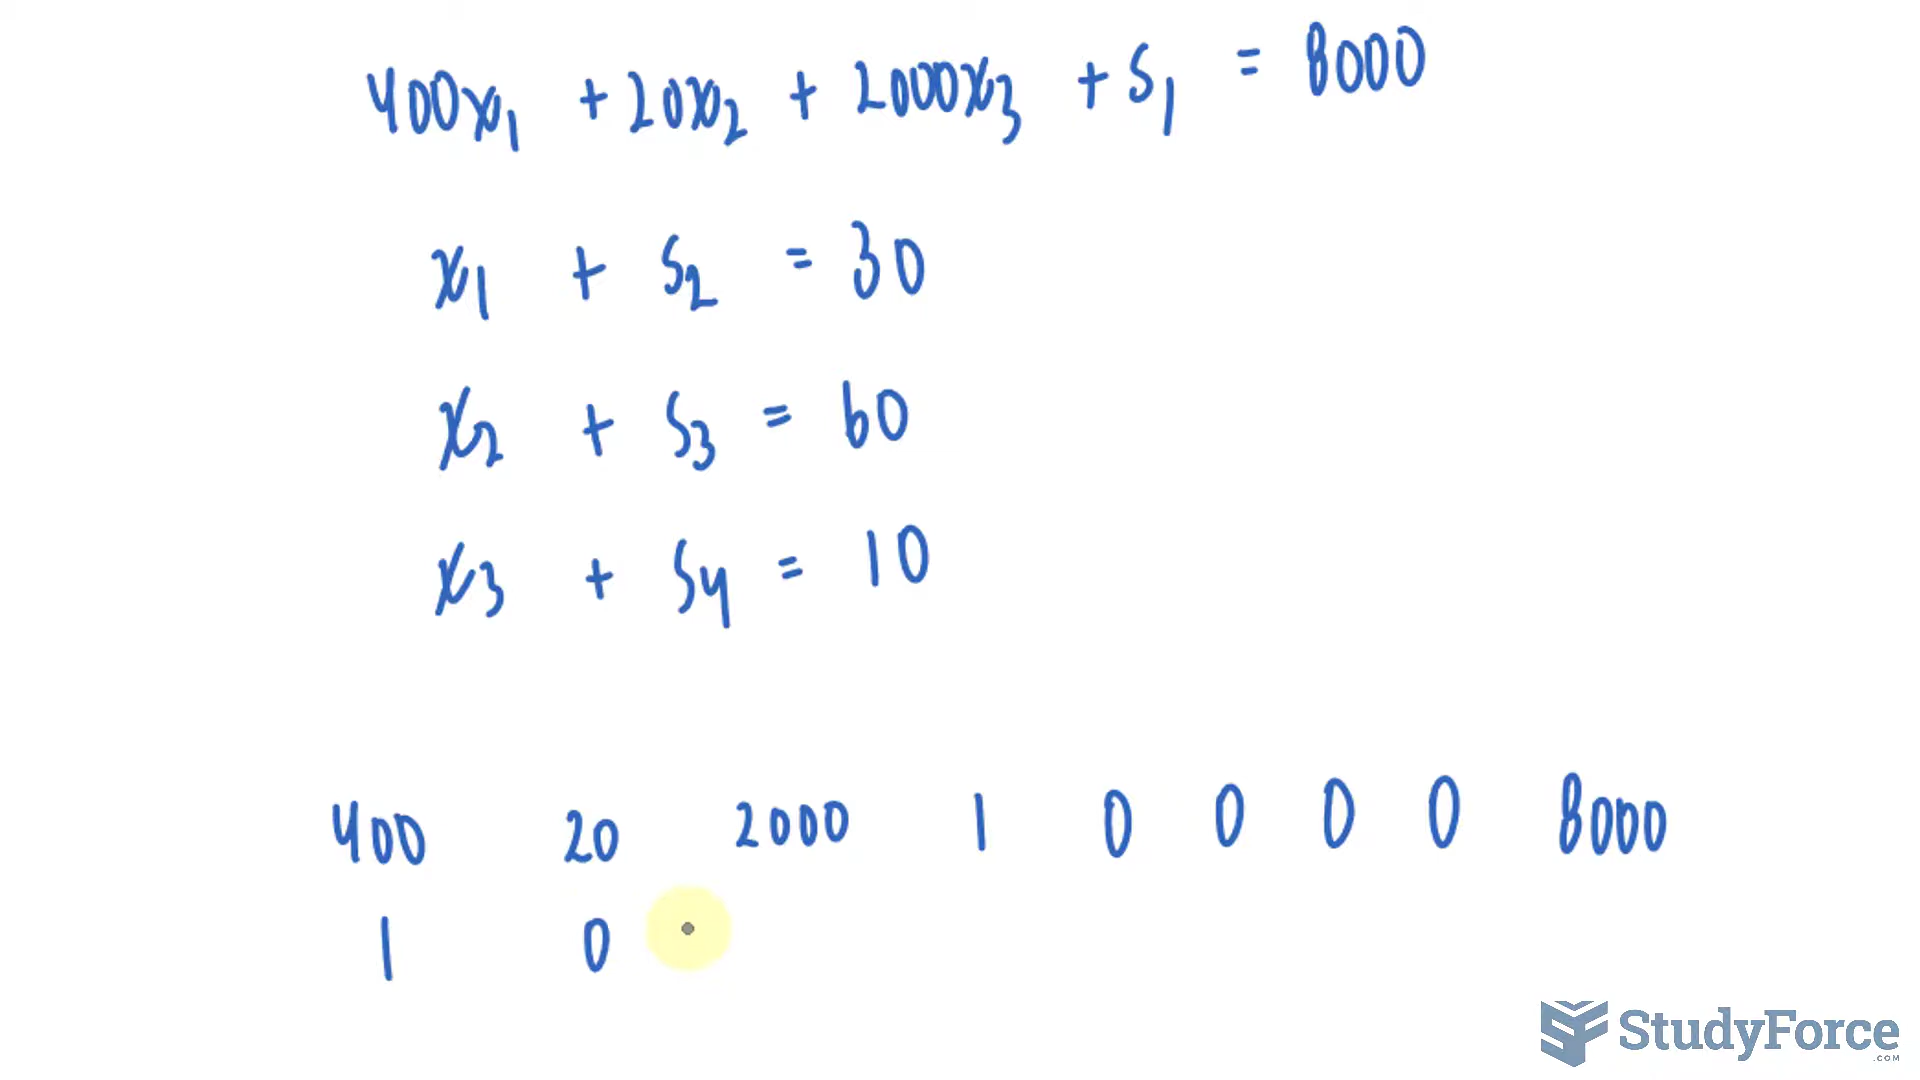 400x₁ + 20x₂ + 2000x₃ + S₁ = 8000
x₁ + S₂ = 30
x₂ + S₃ = 60
x₃ + S₄ = 10
400 20 2000 1 0 0 0 0 8000
1 0
StudyForce
.COM